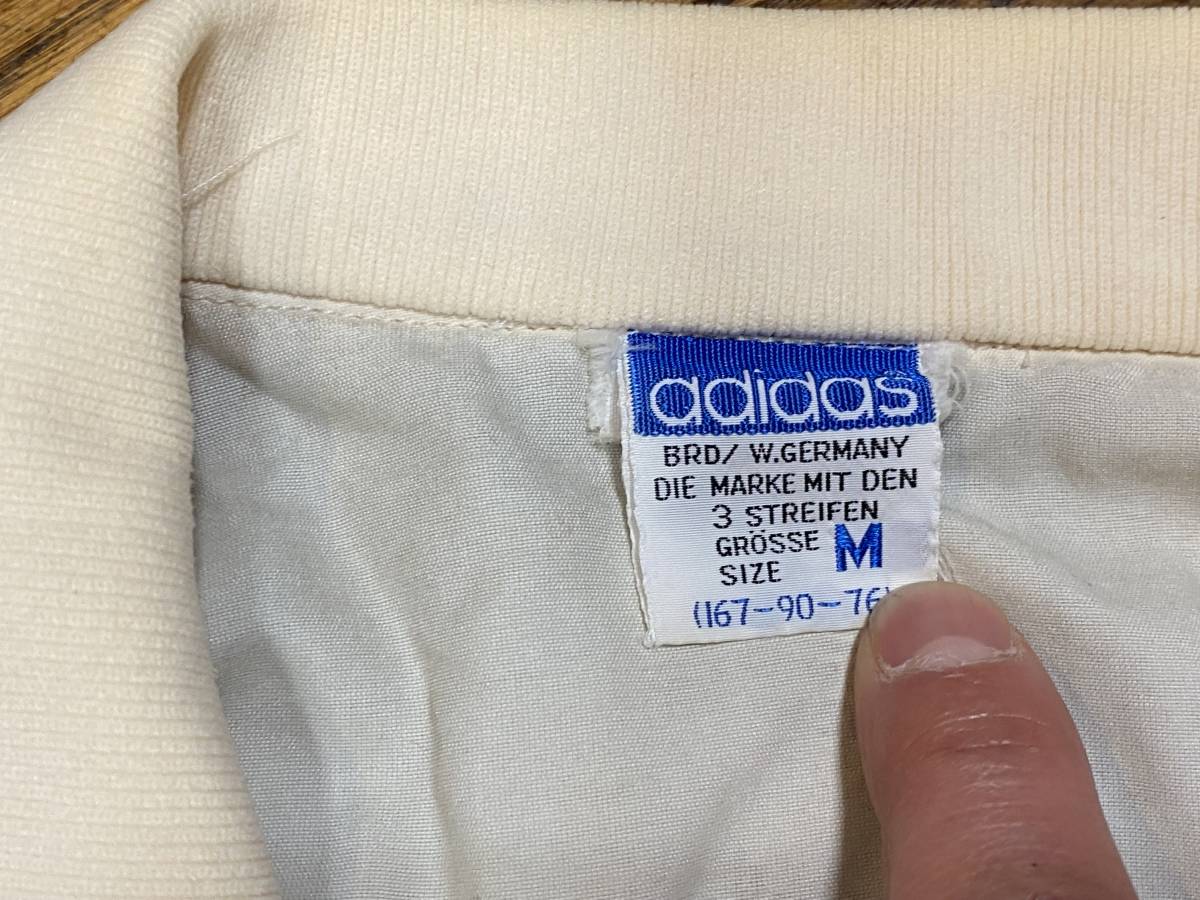 adidas
BRD/ W.GERMANY
DIE MARKE MIT DEN
3 STREIFEN
GRÖSSE M
SIZE
(167-90-76)